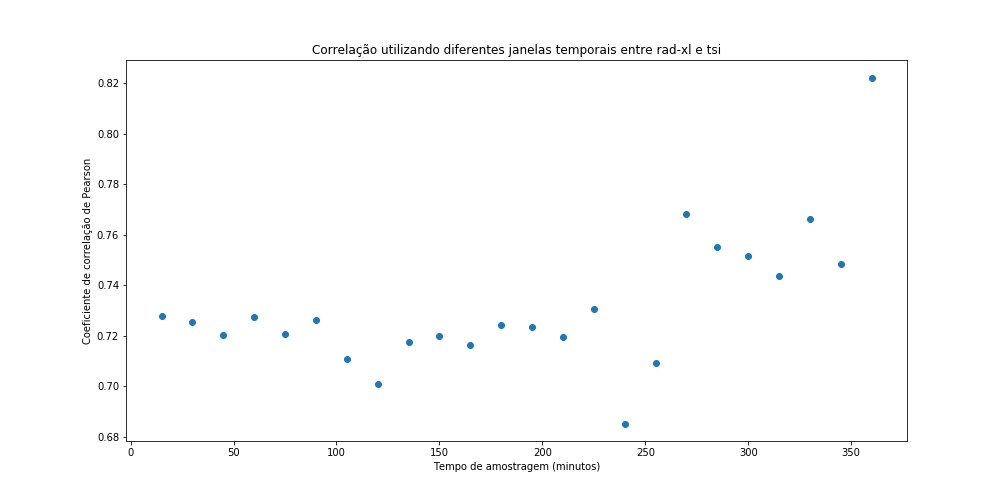 Correlação utilizando diferentes janelas temporais entre rad-xl e tsi
0.82
0.80
0.78
0.76
0.74
0.72
0.70
0.68
Coeficiente de correlação de Pearson
0 50 100 150 200 250 300 350
Tempo de amostragem (minutos)